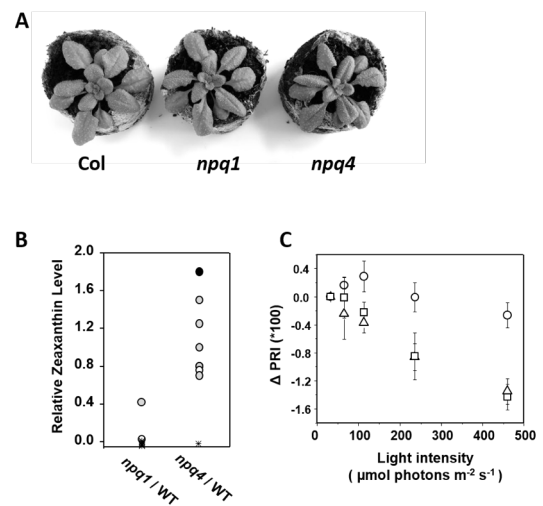 A
Col npq1 npq4
B
Relative Zeaxanthin Level
2.0
1.6
1.2
0.8
0.4
0.0
npq1 / WT npq4 / WT
C
Δ PRI (*100)
0.4
0.0
-0.4
-0.8
-1.2
-1.6
0 100 200 300 400 500
Light intensity
( µmol photons m-2 s-1)